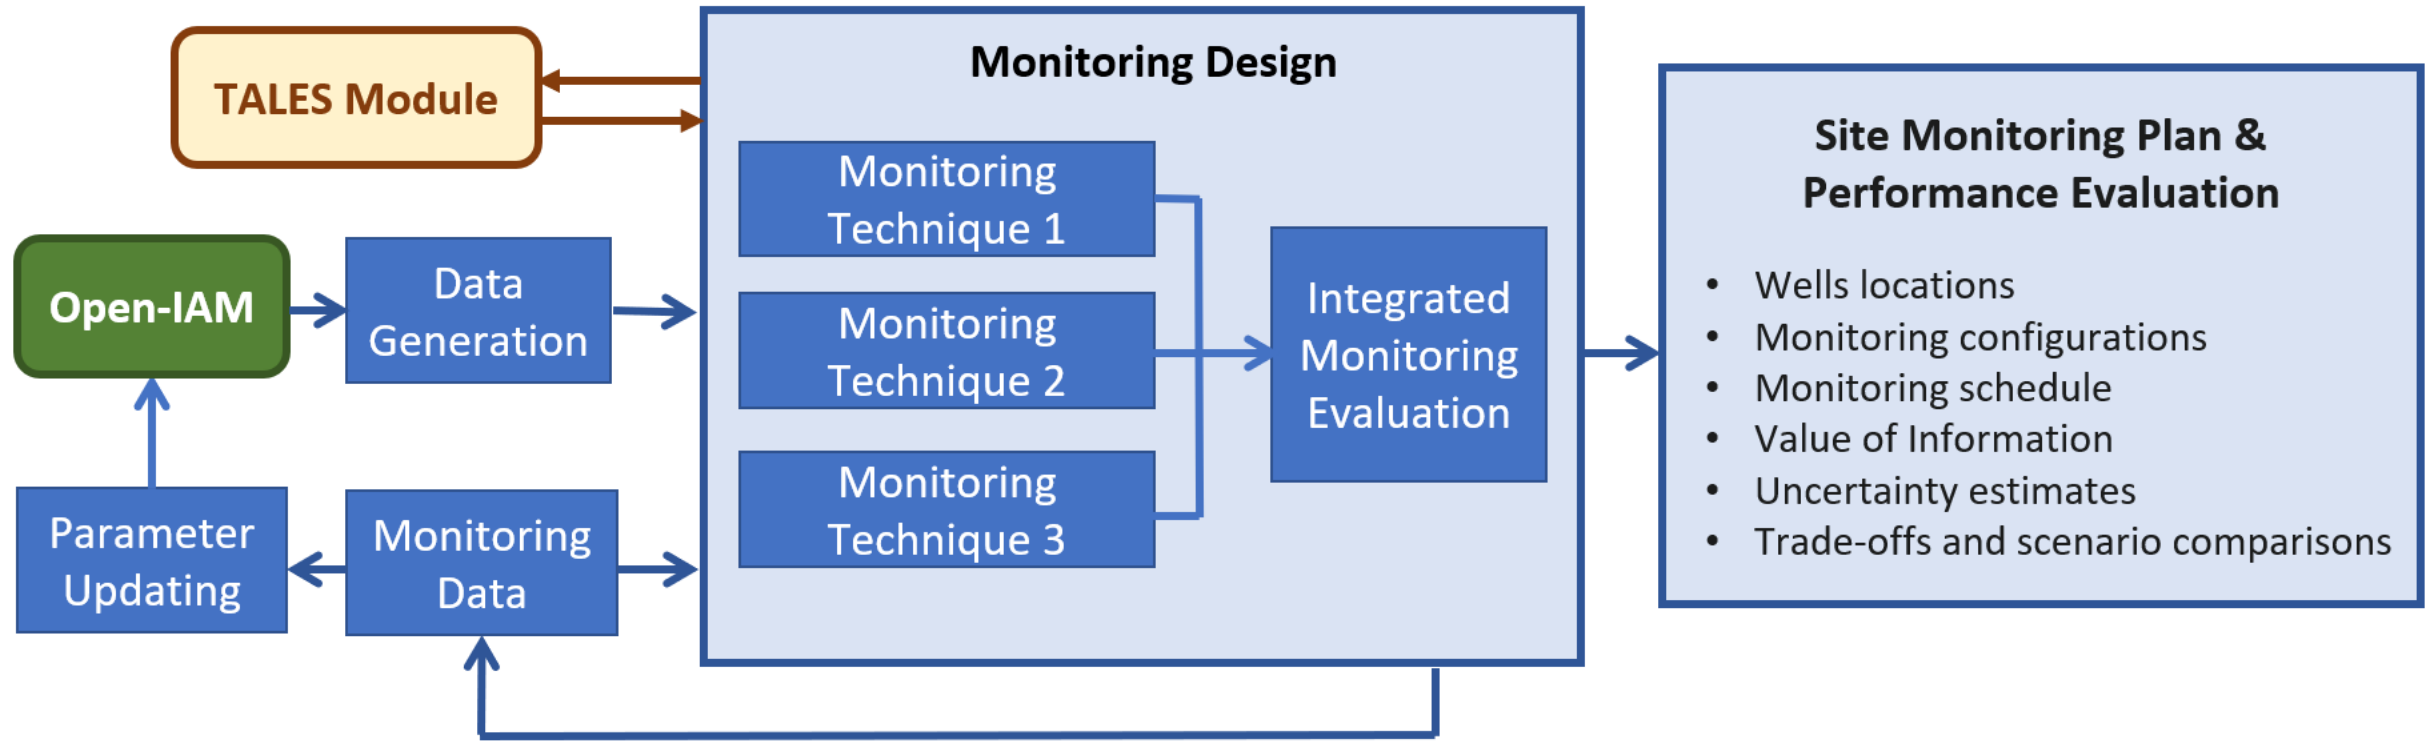 TALES Module
Open-IAM
Data
Generation
Parameter
Updating
Monitoring
Data
Monitoring Design
Monitoring
Technique 1
Monitoring
Technique 2
Monitoring
Technique 3
Integrated
Monitoring
Evaluation
Site Monitoring Plan &
Performance Evaluation
• Wells locations
• Monitoring configurations
• Monitoring schedule
• Value of Information
• Uncertainty estimates
• Trade-offs and scenario comparisons